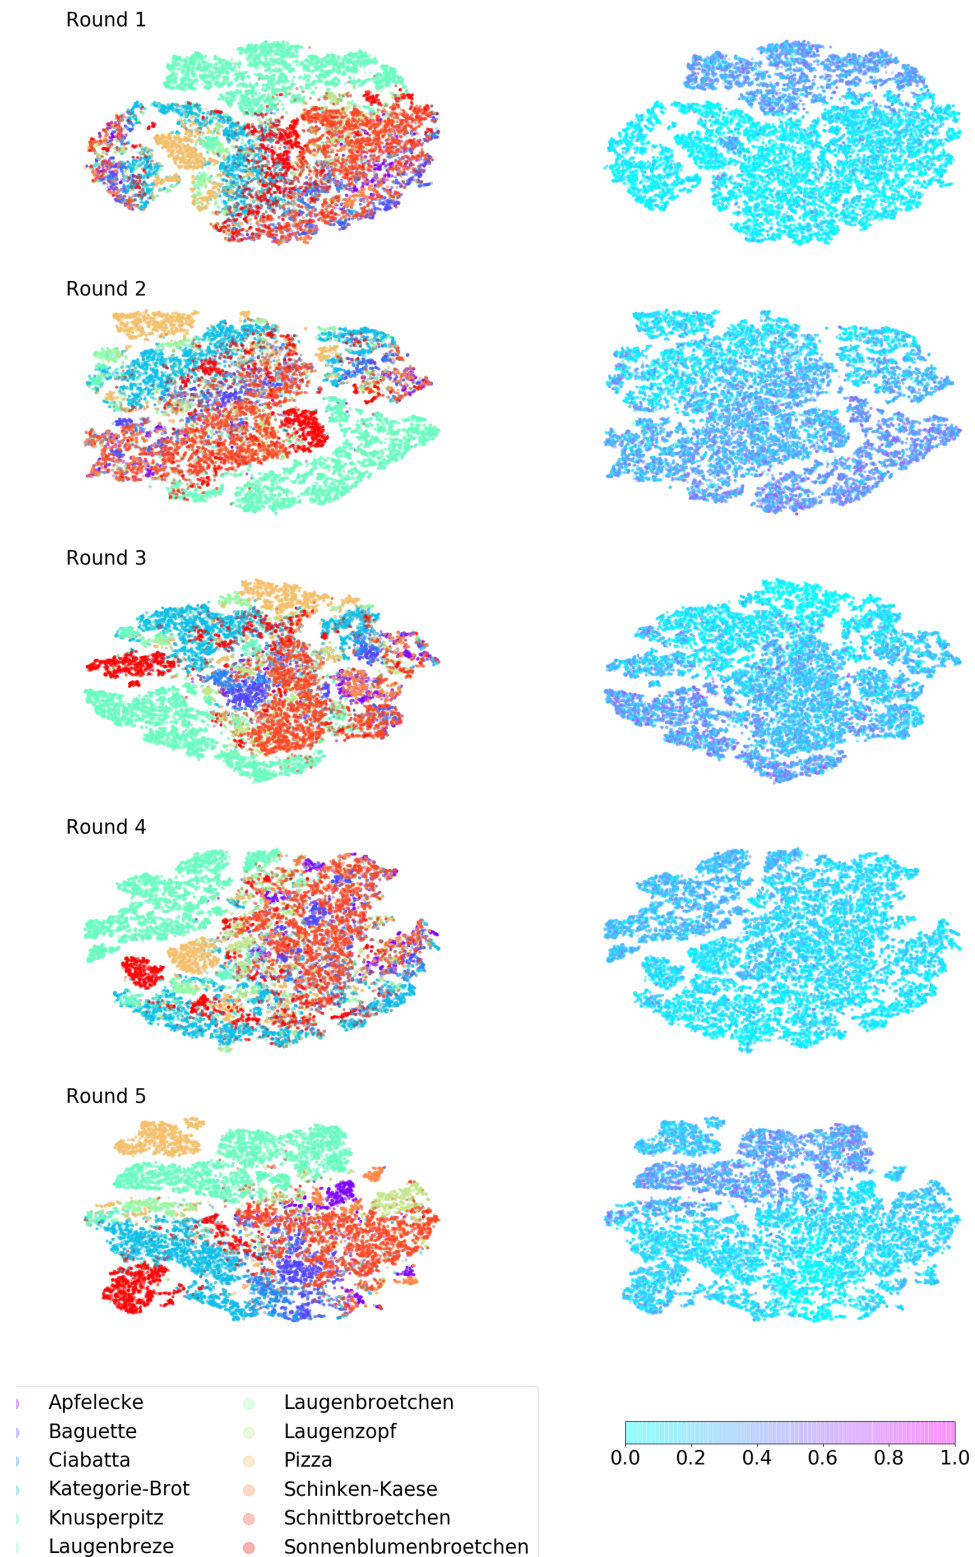 Round 1
Round 2
Round 3
Round 4
Round 5
Apfelecke
Baguette
Ciabatta
Kategorie-Brot
Knusperpitz
Laugenbreze
Laugenbroetchen
Laugenzopf
Pizza
Schinken-Kaese
Schnittbroetchen
Sonnenblumenbroetchen
0.0 0.2 0.4 0.6 0.8 1.0